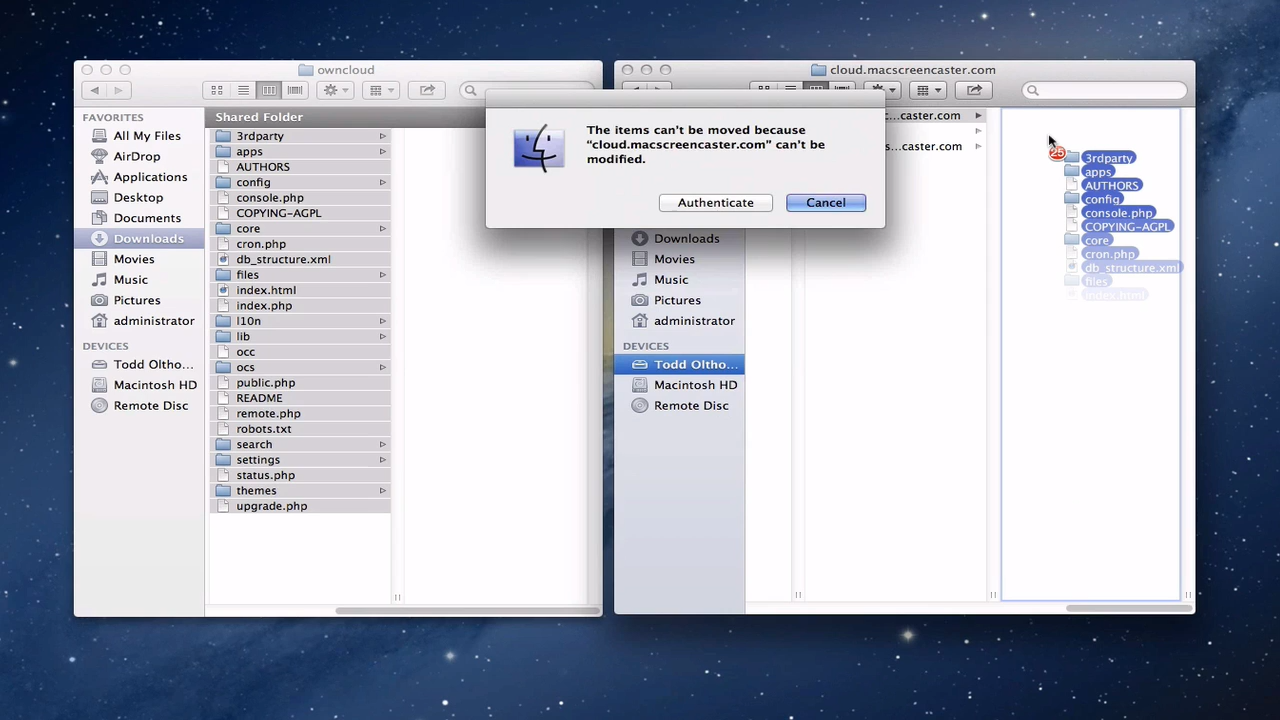 owncloud
FAVORITES
All My Files
AirDrop
Applications
Desktop
Documents
Downloads
Movies
Music
Pictures
administrator
DEVICES
Todd Oltho...
Macintosh HD
Remote Disc
Shared Folder
3rdparty
apps
AUTHORS
config
console.php
COPYING-AGPL
core
cron.php
db_structure.xml
files
index.html
index.php
l10n
lib
occ
ocs
public.php
README
remote.php
robots.txt
search
settings
status.php
themes
upgrade.php
The items can't be moved because
"cloud.macscreencaster.com" can't be
modified.
Authenticate
Cancel
cloud.macscreencaster.com
Downloads
Movies
Music
Pictures
administrator
DEVICES
Todd Oltho...
Macintosh HD
Remote Disc
c...caster.com
s...caster.com
25
3rdparty
apps
AUTHORS
config
console.php
COPYING-AGPL
core
cron.php
db_structure.xml
files
index.html